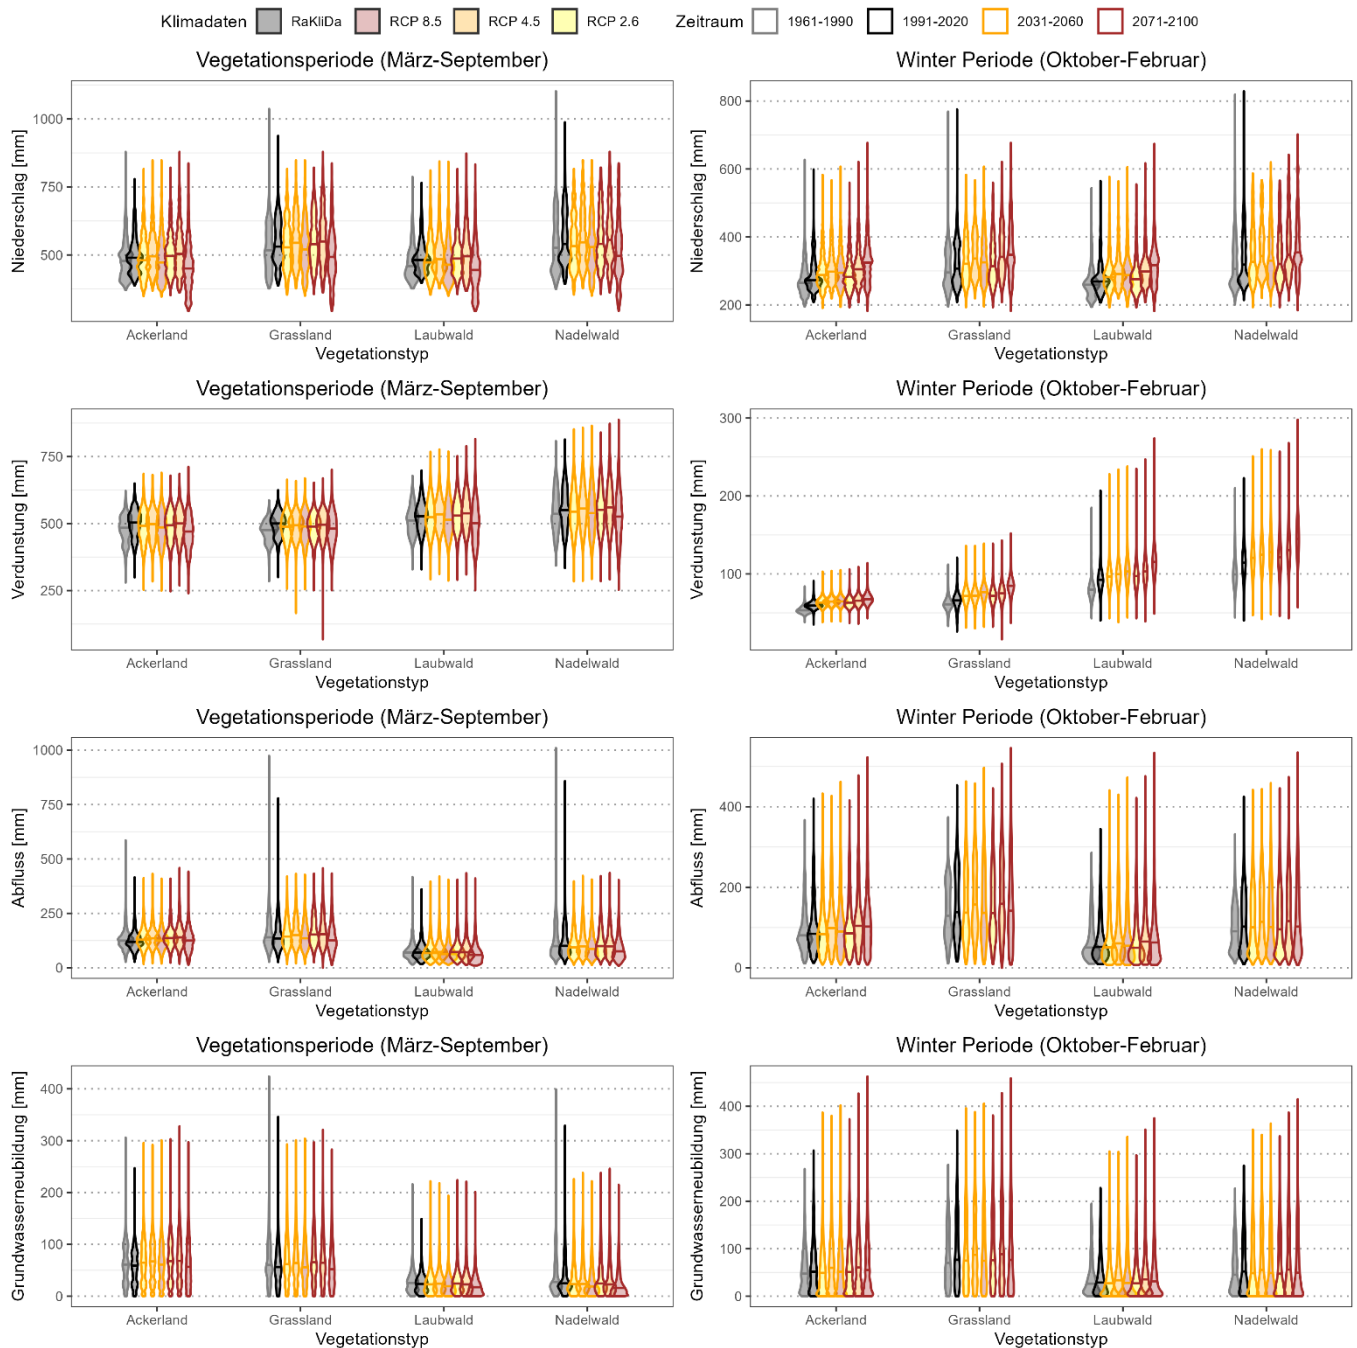 Klimadaten RaKliDa RCP 8.5 RCP 4.5 RCP 2.6 Zeitraum 1961-1990 1991-2020 2031-2060 2071-2100
Vegetationsperiode (März-September)
Niederschlag [mm]
1000
750
500
Ackerland Grassland Laubwald Nadelwald
Vegetationstyp
Winter Periode (Oktober-Februar)
Niederschlag [mm]
800
600
400
200
Ackerland Grassland Laubwald Nadelwald
Vegetationstyp
Vegetationsperiode (März-September)
Verdunstung [mm]
750
500
250
Ackerland Grassland Laubwald Nadelwald
Vegetationstyp
Winter Periode (Oktober-Februar)
Verdunstung [mm]
300
200
100
Ackerland Grassland Laubwald Nadelwald
Vegetationstyp
Vegetationsperiode (März-September)
Abfluss [mm]
1000
750
500
250
0
Ackerland Grassland Laubwald Nadelwald
Vegetationstyp
Winter Periode (Oktober-Februar)
Abfluss [mm]
400
200
0
Ackerland Grassland Laubwald Nadelwald
Vegetationstyp
Vegetationsperiode (März-September)
Grundwasserneubildung [mm]
400
300
200
100
0
Ackerland Grassland Laubwald Nadelwald
Vegetationstyp
Winter Periode (Oktober-Februar)
Grundwasserneubildung [mm]
400
300
200
100
0
Ackerland Grassland Laubwald Nadelwald
Vegetationstyp